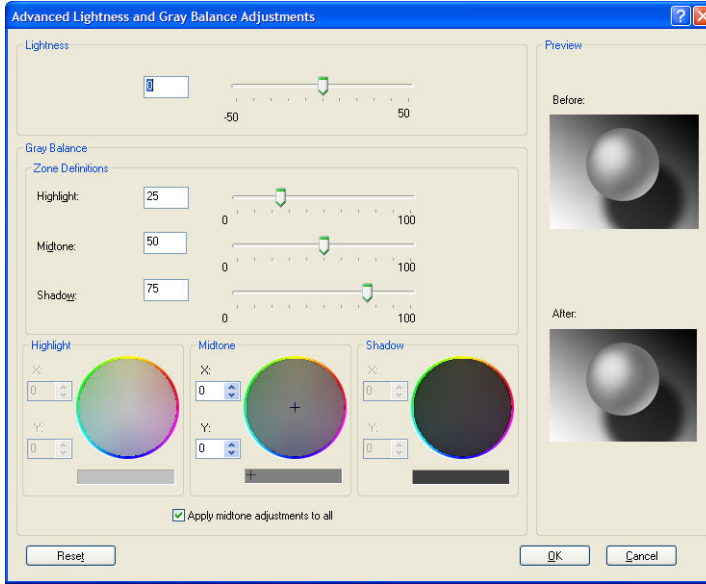 Advanced Lightness and Gray Balance Adjustments
Lightness
0
-50 50
Preview
Before:
Gray Balance
Zone Definitions
Highlight: 25
0 100
Midtone: 50
0 100
Shadow: 75
0 100
After:
Highlight
X:
0
Y:
0
Midtone
X:
0
Y:
0
Shadow
X:
0
Y:
0
Apply midtone adjustments to all
Reset
OK
Cancel